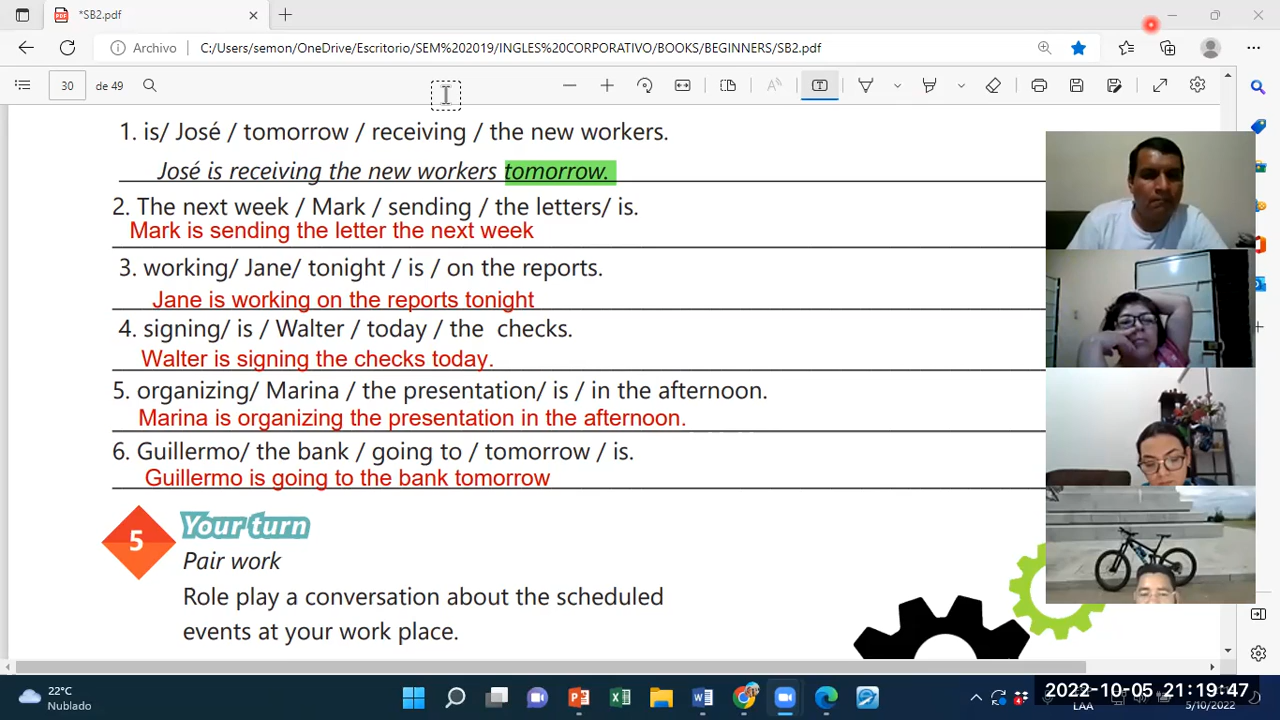 *SB2.pdf
Archivo
C:/Users/semon/OneDrive/Escritorio/SEM%202019/INGLES%20CORPORATIVO/BOOKS/BEGINNERS/SB2.pdf
30 de 49
1. is/ José / tomorrow / receiving / the new workers.
José is receiving the new workers tomorrow.
2. The next week / Mark / sending / the letters/ is.
Mark is sending the letter the next week
3. working/ Jane/ tonight / is / on the reports.
Jane is working on the reports tonight
4. signing/ is / Walter / today / the checks.
Walter is signing the checks today.
5. organizing/ Marina / the presentation/ is / in the afternoon.
Marina is organizing the presentation in the afternoon.
6. Guillermo/ the bank / going to / tomorrow / is.
Guillermo is going to the bank tomorrow
5
Your turn
Pair work
Role play a conversation about the scheduled
events at your work place.
22°C
Nublado
2022-10-05 21:19:47
LAA
5/10/2022